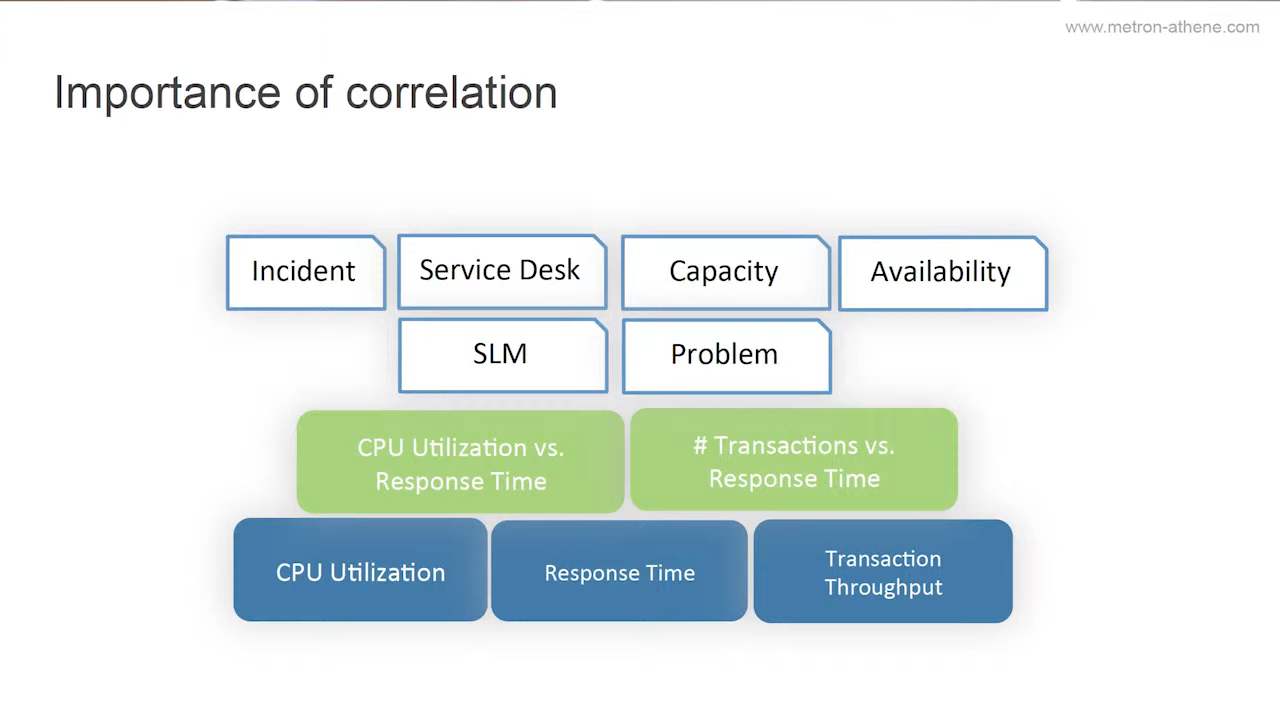 www.metron-athene.com
Importance of correlation
Incident
Service Desk
Capacity
Availability
SLM
Problem
CPU Utilization vs.
Response Time
# Transactions vs.
Response Time
CPU Utilization
Response Time
Transaction
Throughput